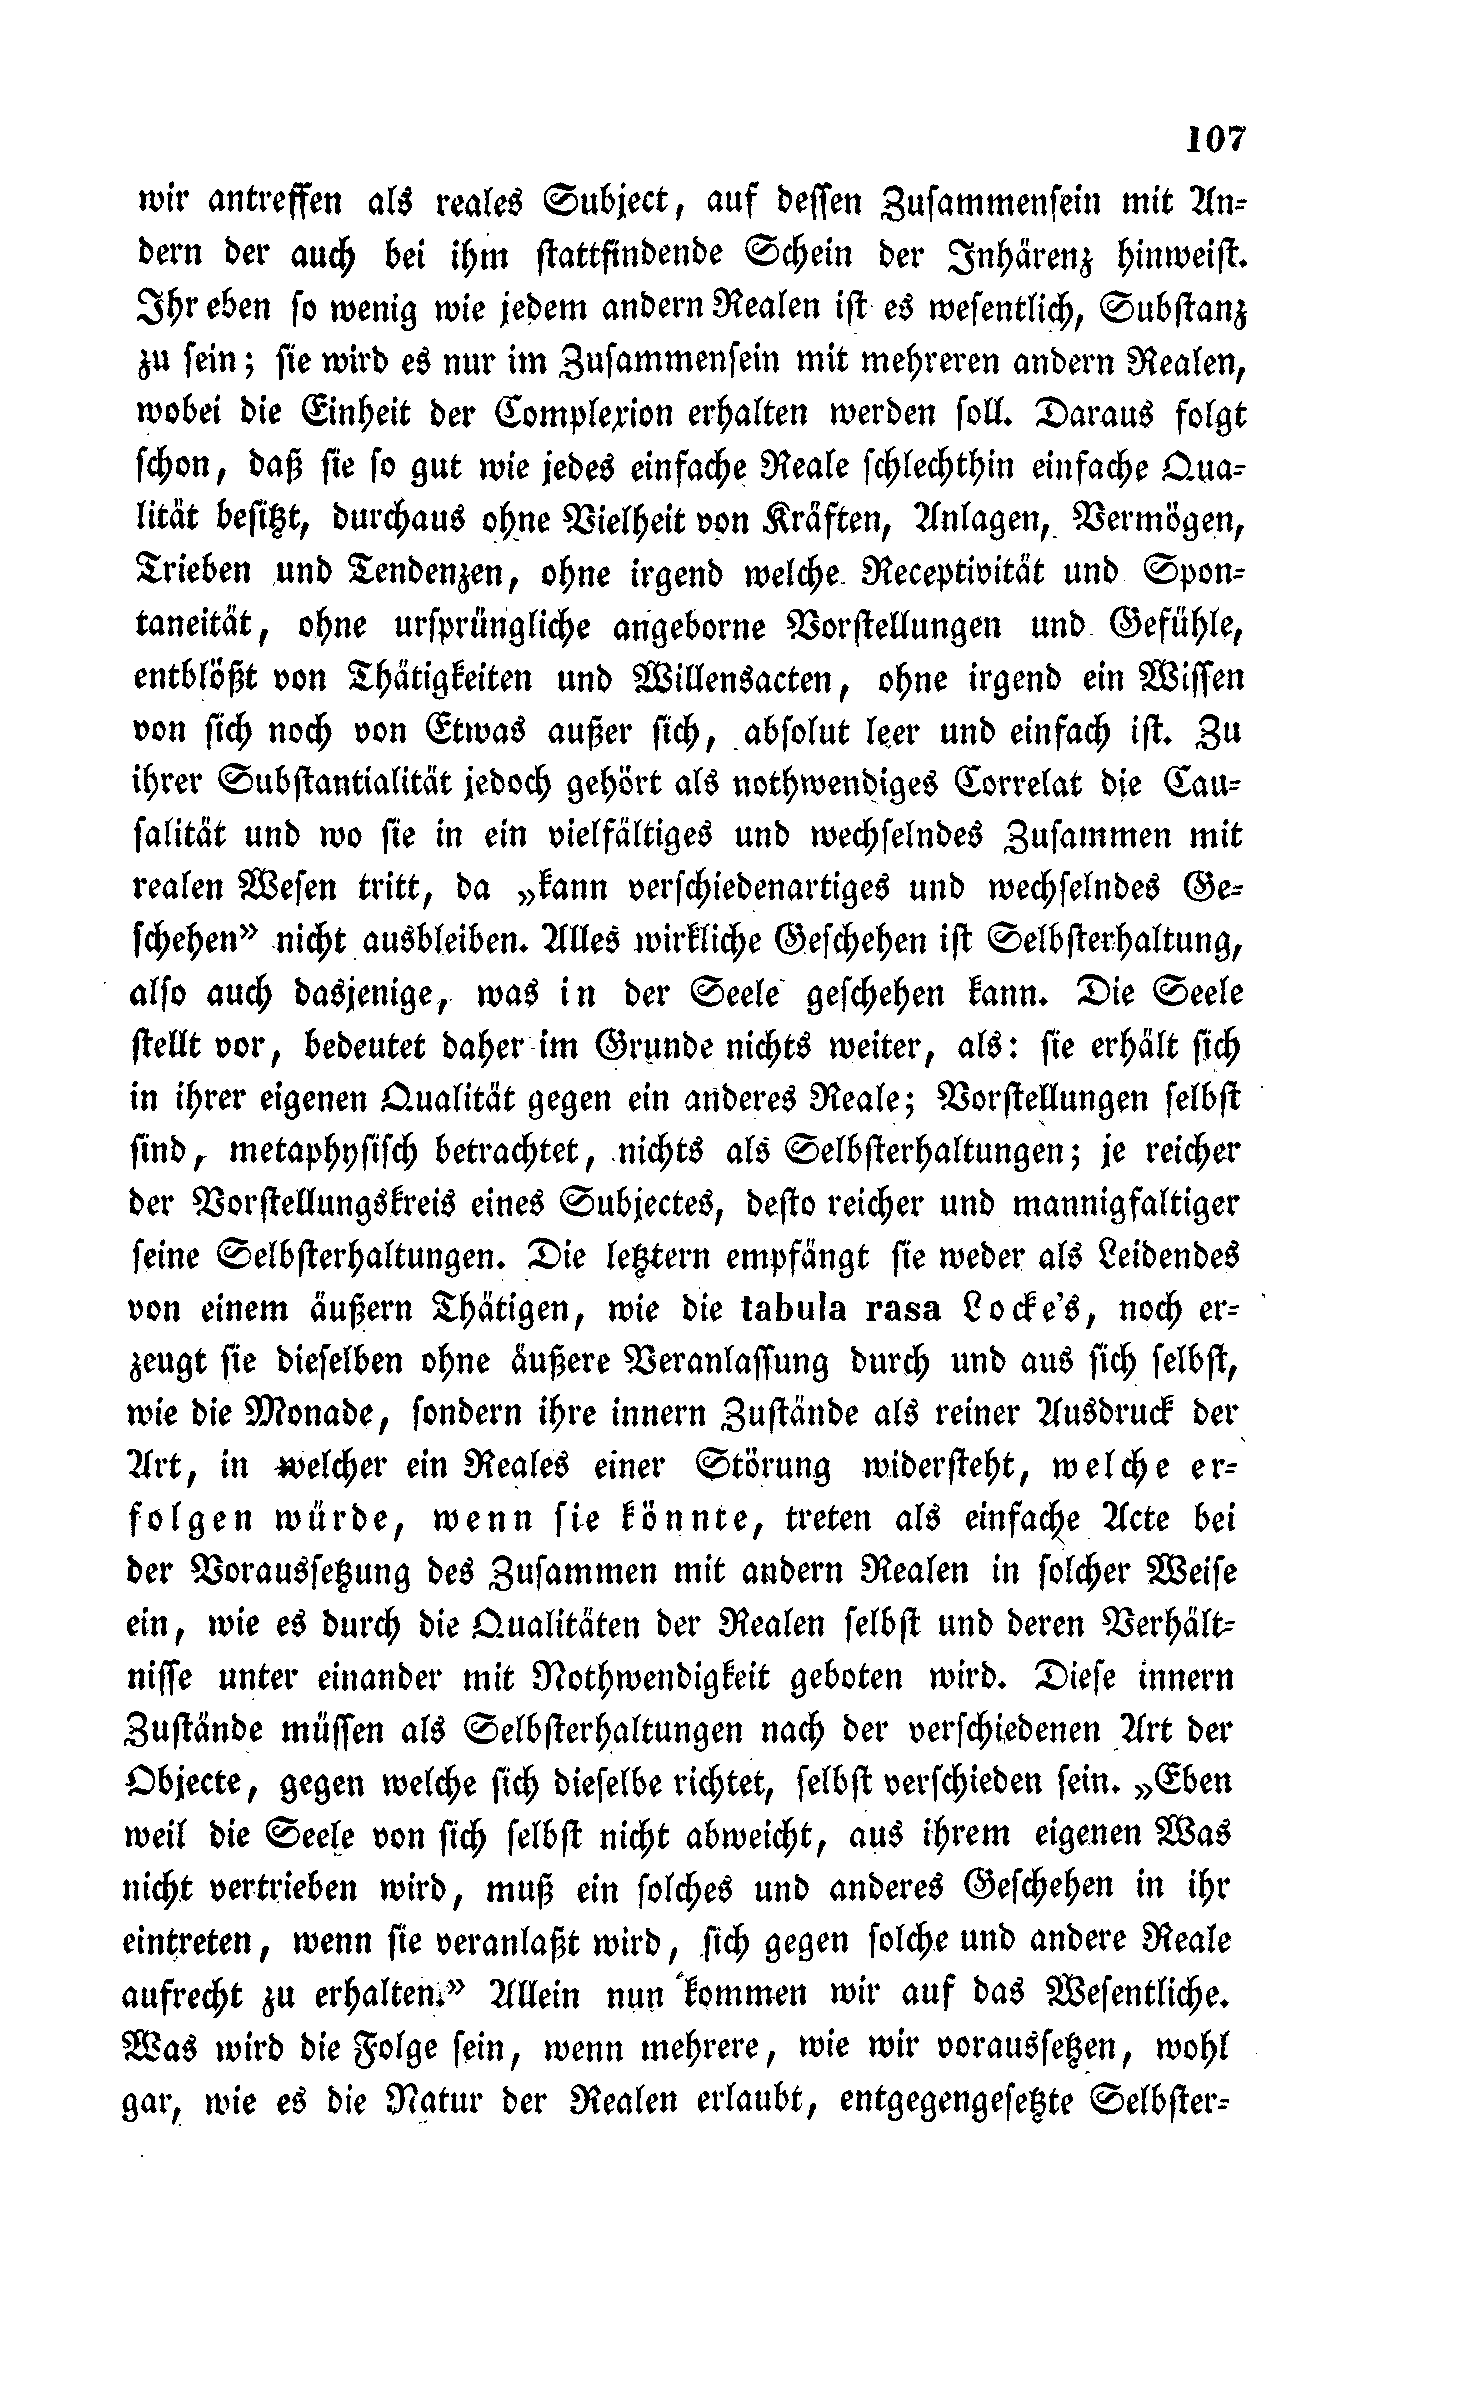 107
wir antreffen als reales Subject, auf dessen Zusammensein mit An-
dern der auch bei ihm stattfindende Schein der Inhärenz hinweist.
Ihr eben so wenig wie jedem andern Realen ist es wesentlich, Substanz
zu sein; sie wird es nur im Zusammensein mit mehreren andern Realen,
wobei die Einheit der Complexion erhalten werden soll. Daraus folgt
schon, daß sie so gut wie jedes einfache Reale schlechthin einfache Qua-
lität besitzt, durchaus ohne Vielheit von Kräften, Anlagen, Vermögen,
Trieben und Tendenzen, ohne irgend welche Receptivität und Spon-
taneität, ohne ursprüngliche angeborne Vorstellungen und Gefühle,
entblößt von Thätigkeiten und Willensacten, ohne irgend ein Wissen
von sich noch von Etwas außer sich, absolut leer und einfach ist. Zu
ihrer Substantialität jedoch gehört als nothwendiges Correlat die Cau-
salität und wo sie in ein vielfältiges und wechselndes Zusammen mit
realen Wesen tritt, da „kann verschiedenartiges und wechselndes Ge-
schehen” nicht ausbleiben. Alles wirkliche Geschehen ist Selbsterhaltung,
also auch dasjenige, was in der Seele geschehen kann. Die Seele
stellt vor, bedeutet daher im Grunde nichts weiter, als: sie erhält sich
in ihrer eigenen Qualität gegen ein anderes Reale; Vorstellungen selbst
sind, metaphysisch betrachtet, nichts als Selbsterhaltungen; je reicher
der Vorstellungskreis eines Subjectes, desto reicher und mannigfaltiger
seine Selbsterhaltungen. Die letztern empfängt sie weder als Leidendes
von einem äußern Thätigen, wie die tabula rasa Locke's, noch er-
zeugt sie dieselben ohne äußere Veranlassung durch und aus sich selbst,
wie die Monade, sondern ihre innern Zustände als reiner Ausdruck der
Art, in welcher ein Reales einer Störung widersteht, welche er-
folgen würde, wenn sie könnte, treten als einfache Acte bei
der Voraussetzung des Zusammen mit andern Realen in solcher Weise
ein, wie es durch die Qualitäten der Realen selbst und deren Verhält-
nisse unter einander mit Nothwendigkeit geboten wird. Diese innern
Zustände müssen als Selbsterhaltungen nach der verschiedenen Art der
Objecte, gegen welche sich dieselbe richtet, selbst verschieden sein. „Eben
weil die Seele von sich selbst nicht abweicht, aus ihrem eigenen Was
nicht vertrieben wird, muß ein solches und anderes Geschehen in ihr
eintreten, wenn sie veranlaßt wird, sich gegen solche und andere Reale
aufrecht zu erhalten.” Allein nun kommen wir auf das Wesentliche.
Was wird die Folge sein, wenn mehrere, wie wir voraussetzen, wohl
gar, wie es die Natur der Realen erlaubt, entgegengesetzte Selbster-